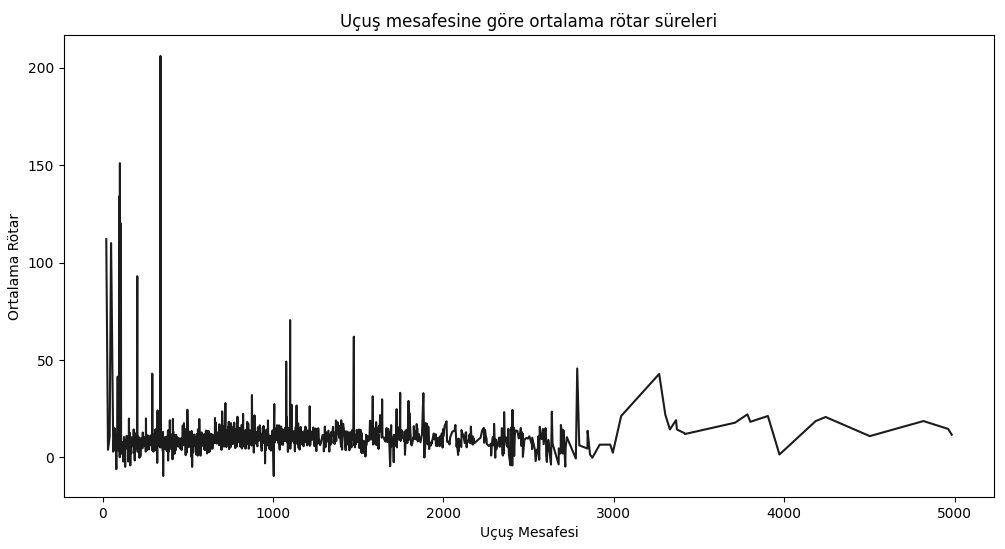 Uçuş mesafesine göre ortalama rötar süreleri
200
150
100
50
0
Ortalama Rötar
0 1000 2000 3000 4000 5000
Uçuş Mesafesi